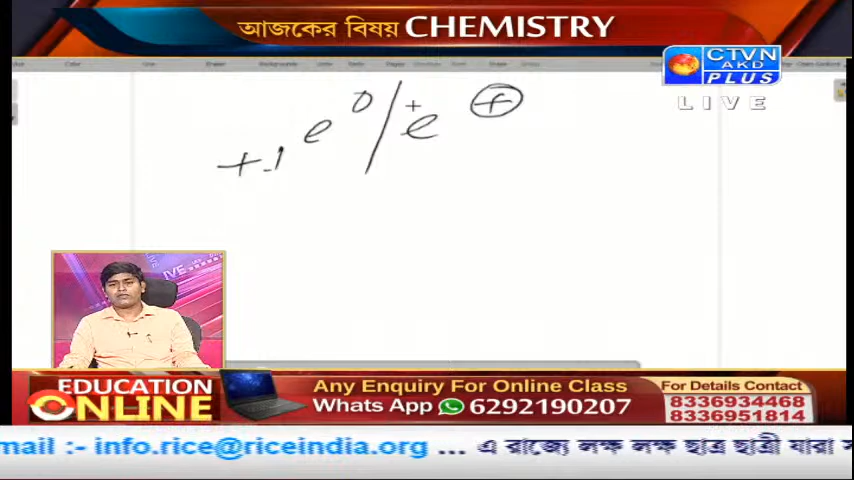 আজকের বিষয় CHEMISTRY
CTVN
AKD
PLUS
LIVE
+1 e 0 / e + +
EDUCATION
ONLINE
Any Enquiry For Online Class
Whats App 6292190207
For Details Contact
8336934468
8336951814
mail :- info.rice@riceindia.org ... এ রাজ্যে লক্ষ লক্ষ ছাত্র ছাত্রী যারা